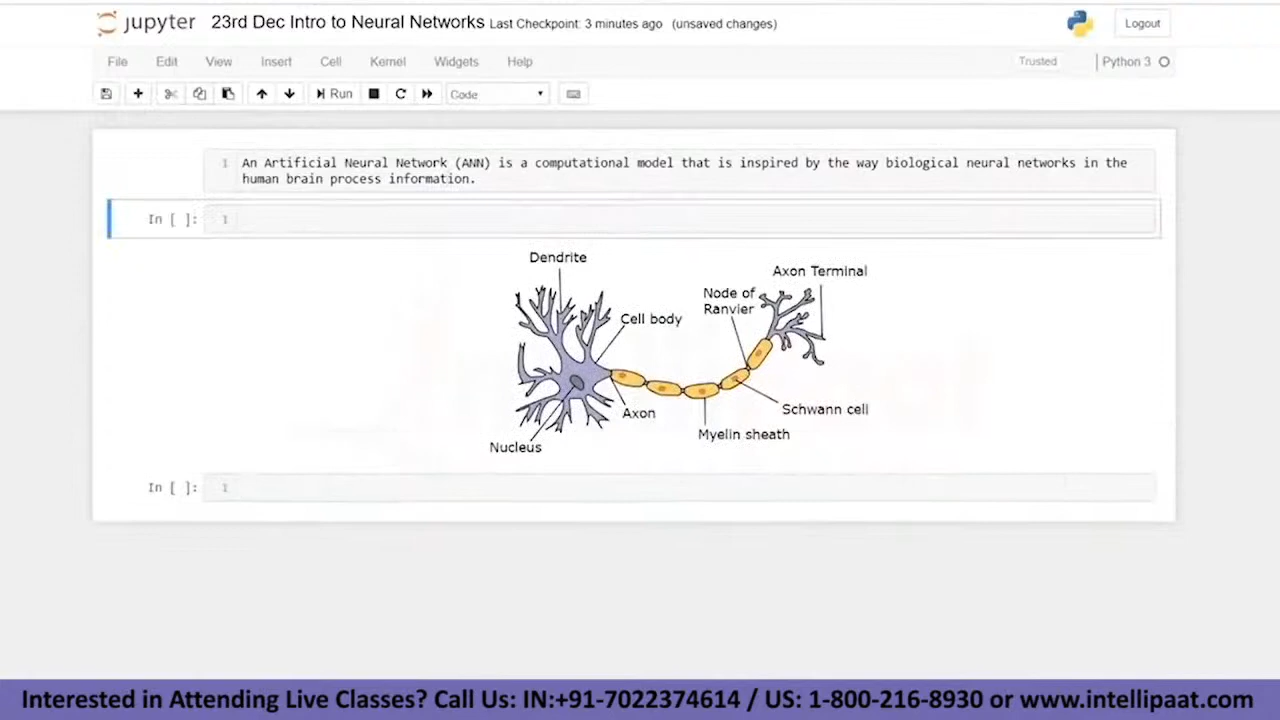 jupyter 23rd Dec Intro to Neural Networks Last Checkpoint: 3 minutes ago (unsaved changes) Logout
File Edit View Insert Cell Kernel Widgets Help Trusted Python 3
Run Code
1 An Artificial Neural Network (ANN) is a computational model that is inspired by the way biological neural networks in the
human brain process information.
In [ ]: 1
Dendrite
Axon Terminal
Node of
Ranvier
Cell body
Axon
Schwann cell
Myelin sheath
Nucleus
In [ ]: 1
Interested in Attending Live Classes? Call Us: IN:+91-7022374614 / US: 1-800-216-8930 or www.intellipaat.com